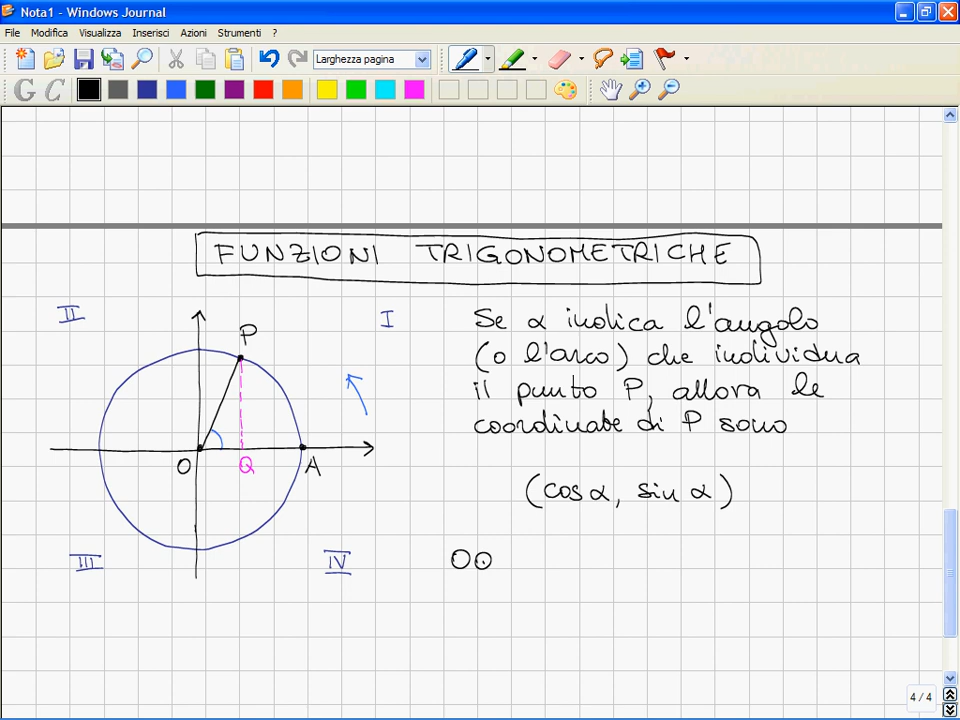 Nota1 - Windows Journal
File Modifica Visualizza Inserisci Azioni Strumenti ?
Larghezza pagina
G C
FUNZIONI TRIGONOMETRICHE
II
I
P
O
Q
A
III
IV
Se α indica l'angolo
(o l'arco) che individua
il punto P, allora le
coordinate di P sono
(cos α, sin α)
4 / 4